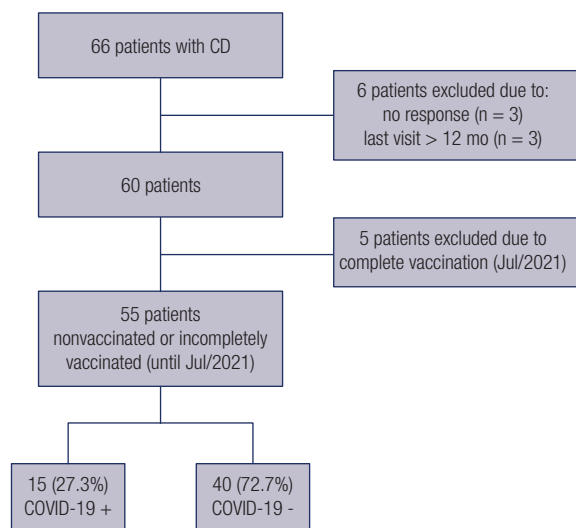 66 patients with CD
6 patients excluded due to:
no response (n = 3)
last visit > 12 mo (n = 3)
60 patients
5 patients excluded due to
complete vaccination (Jul/2021)
55 patients
nonvaccinated or incompletely
vaccinated (until Jul/2021)
15 (27.3%)
COVID-19 +
40 (72.7%)
COVID-19 -